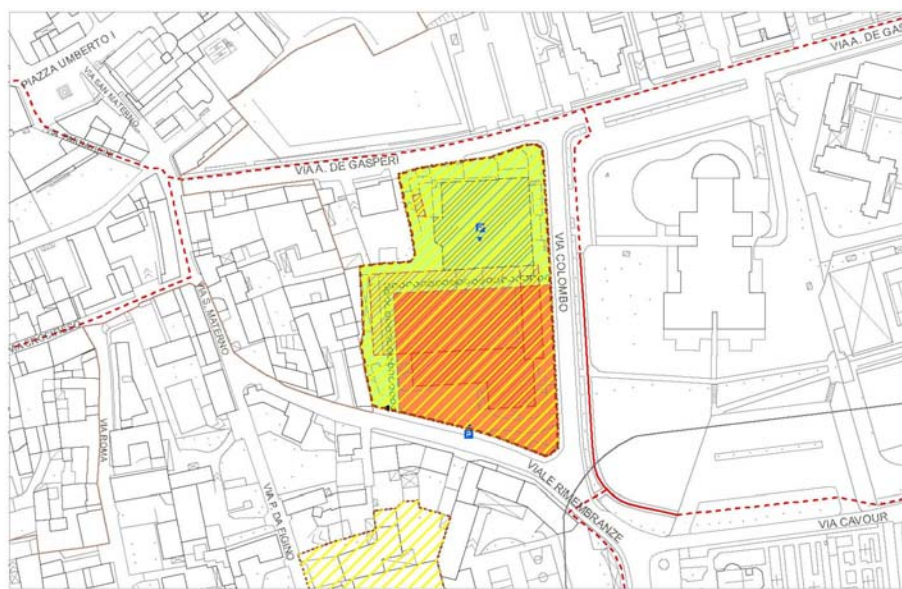 PIAZZA UMBERTO I
VIA SAN MATERNO
VIA A. DE GASPERI
VIA A. DE GAS
VIA COLOMBO
VIA S. MATERNO
VIA ROMA
VIA P. DA FIGINO
VIALE RIMEMBRANZE
VIA CAVOUR